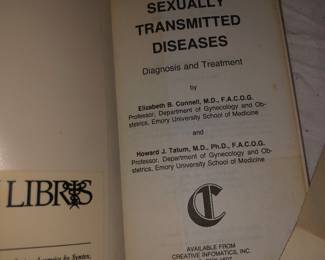 SEXUALLY
TRANSMITTED
DISEASES
Diagnosis and Treatment
by
Elizabeth B. Connell, M.D., F.A.C.O.G.
Professor, Department of Gynecology and Ob-
stetrics, Emory University School of Medicine
and
Howard J. Tatum, M.D., Ph.D., F.A.C.O.G.
Professor, Department of Gynecology and Ob-
stetrics, Emory University School of Medicine
AVAILABLE FROM
CREATIVE INFOMATICS, INC.
LIBRIS
by Syntex,